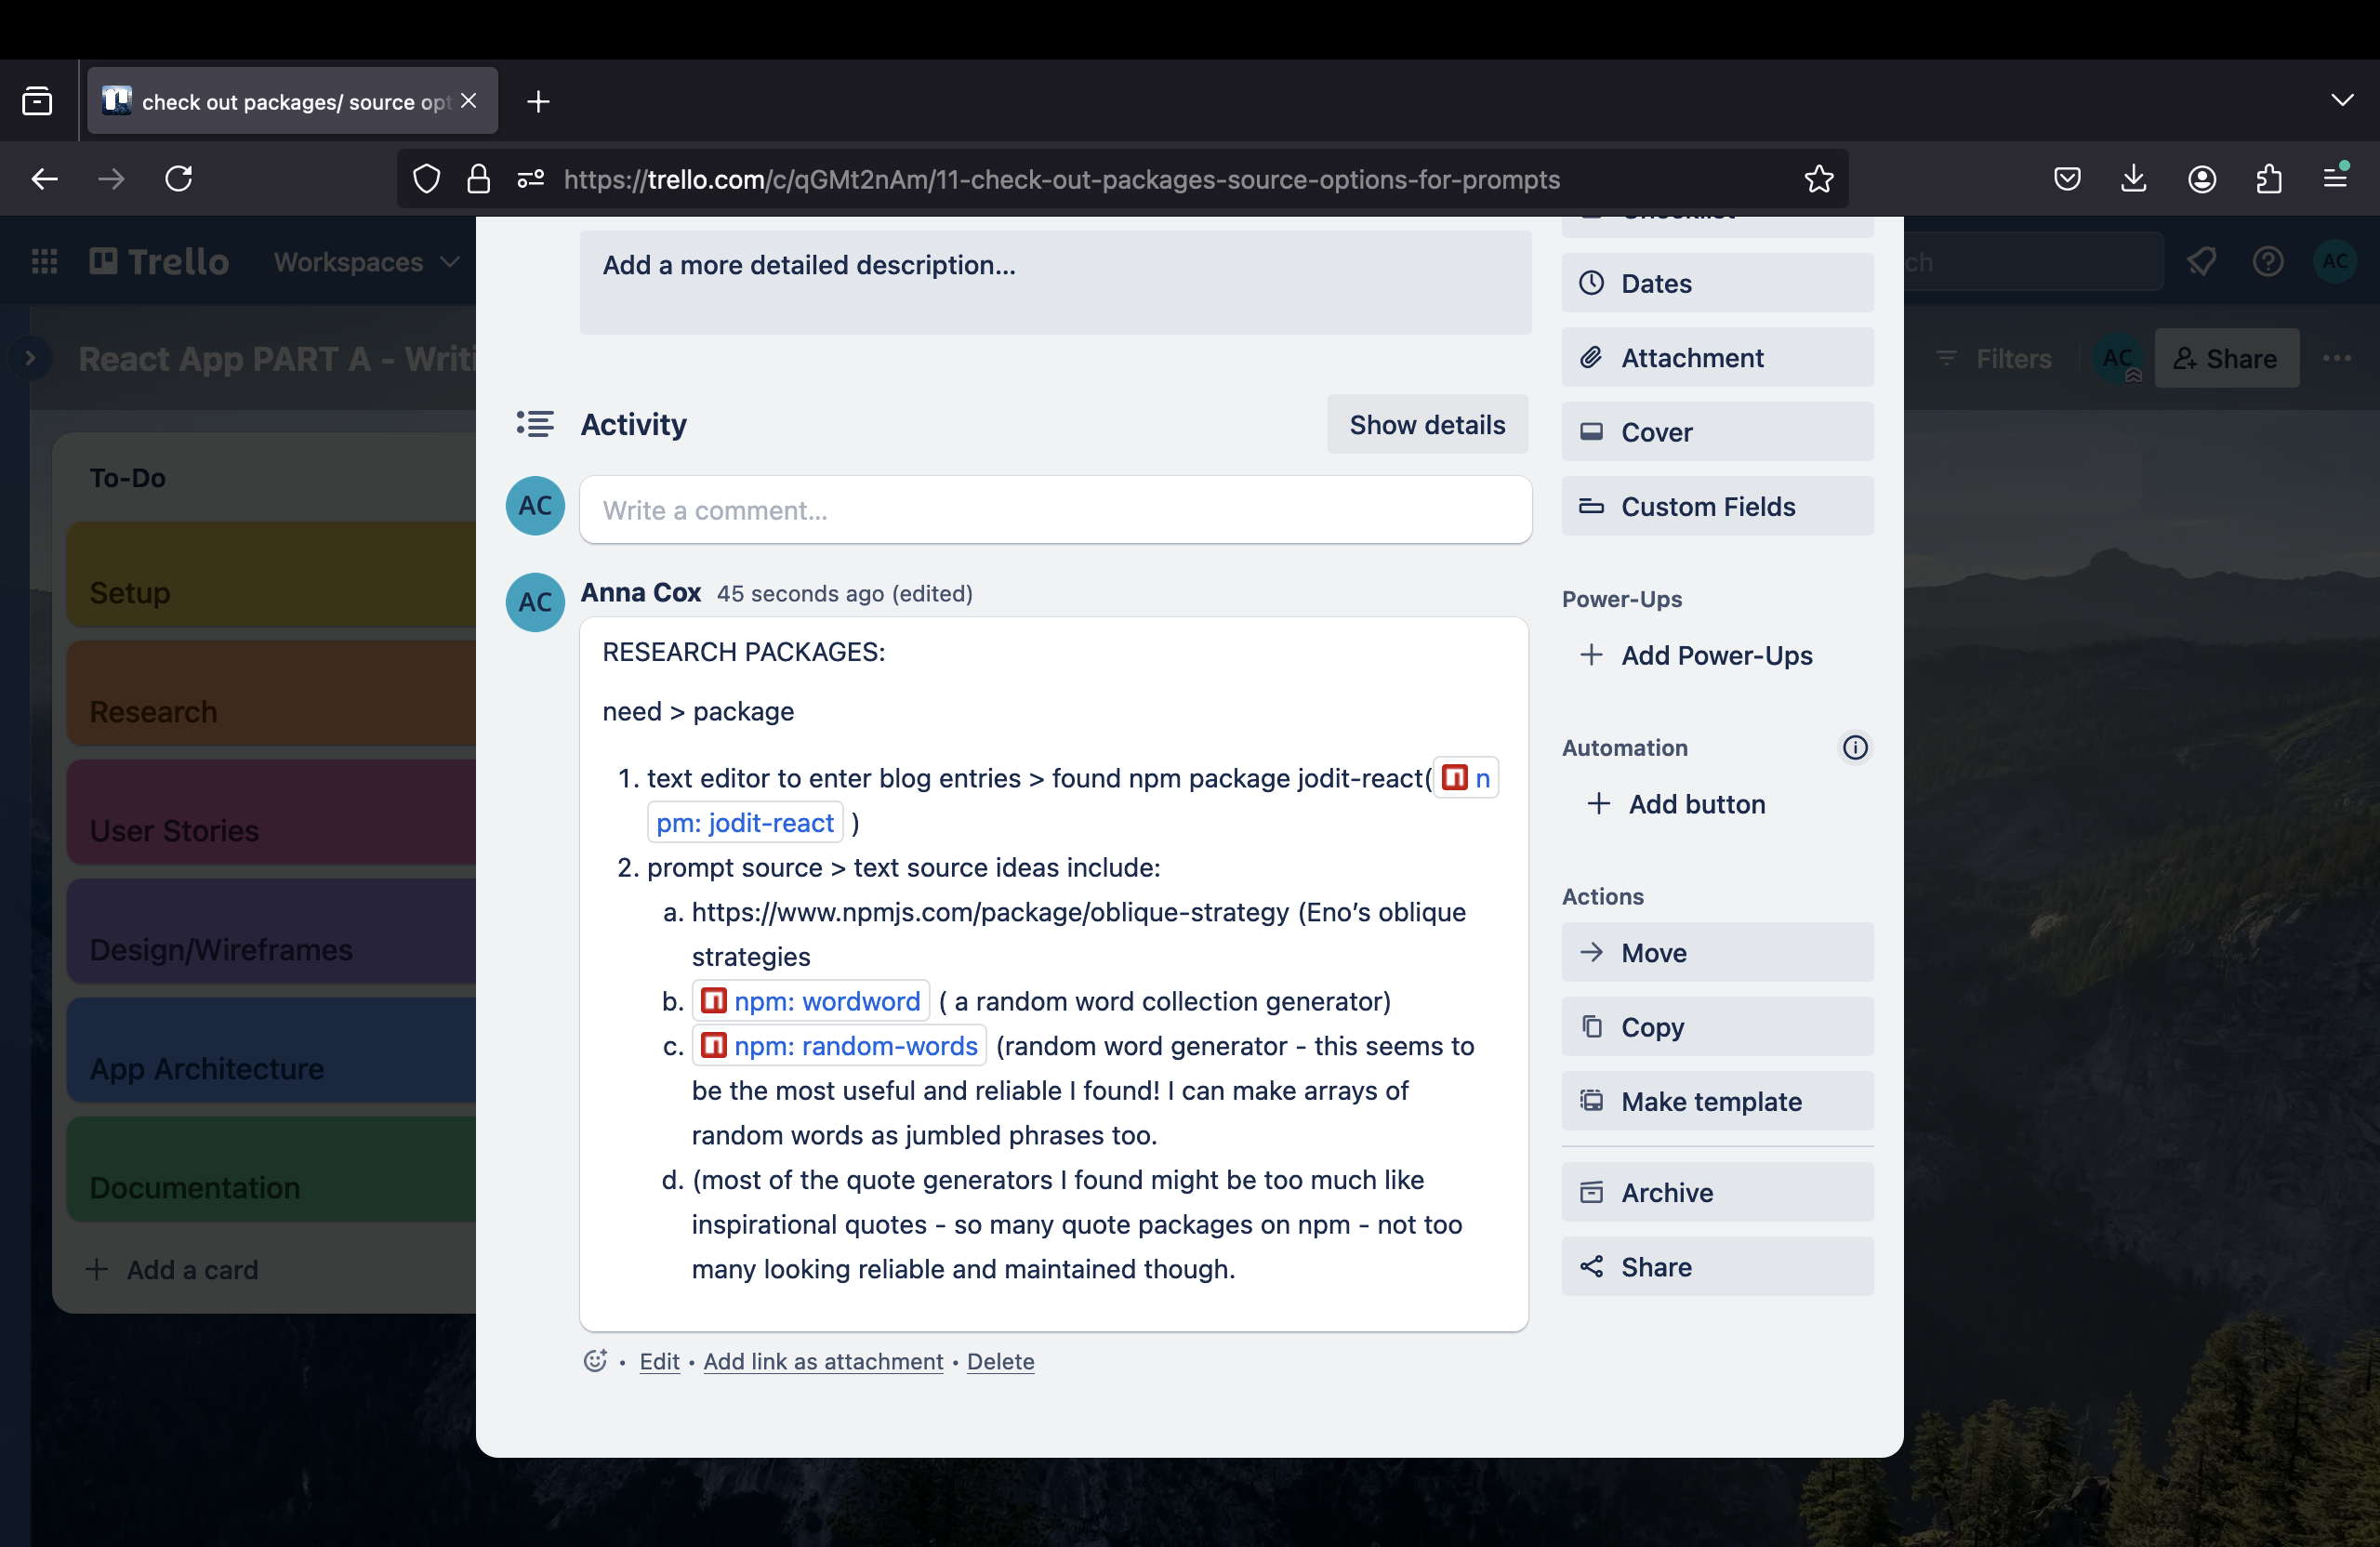 check out packages/ source opt
https://trello.com/c/qGMt2nAm/11-check-out-packages-source-options-for-prompts
Trello
Workspaces
ch
AC
React App PART A - Writi
Filters
AC
Share
To-Do
Setup
Research
User Stories
Design/Wireframes
App Architecture
Documentation
Add a card
Add a more detailed description...
Activity
Show details
AC
Write a comment…
AC
Anna Cox 45 seconds ago (edited)
RESEARCH PACKAGES:
need > package
1. text editor to enter blog entries > found npm package jodit-react( n
pm: jodit-react )
2. prompt source > text source ideas include:
a. https://www.npmjs.com/package/oblique-strategy (Eno’s oblique
strategies
b. npm: wordword ( a random word collection generator)
c. npm: random-words (random word generator - this seems to
be the most useful and reliable I found! I can make arrays of
random words as jumbled phrases too.
d. (most of the quote generators I found might be too much like
inspirational quotes - so many quote packages on npm - not too
many looking reliable and maintained though.
• Edit • Add link as attachment • Delete
Checklist
Dates
Attachment
Cover
Custom Fields
Power-Ups
Add Power-Ups
Automation
Add button
Actions
Move
Copy
Make template
Archive
Share